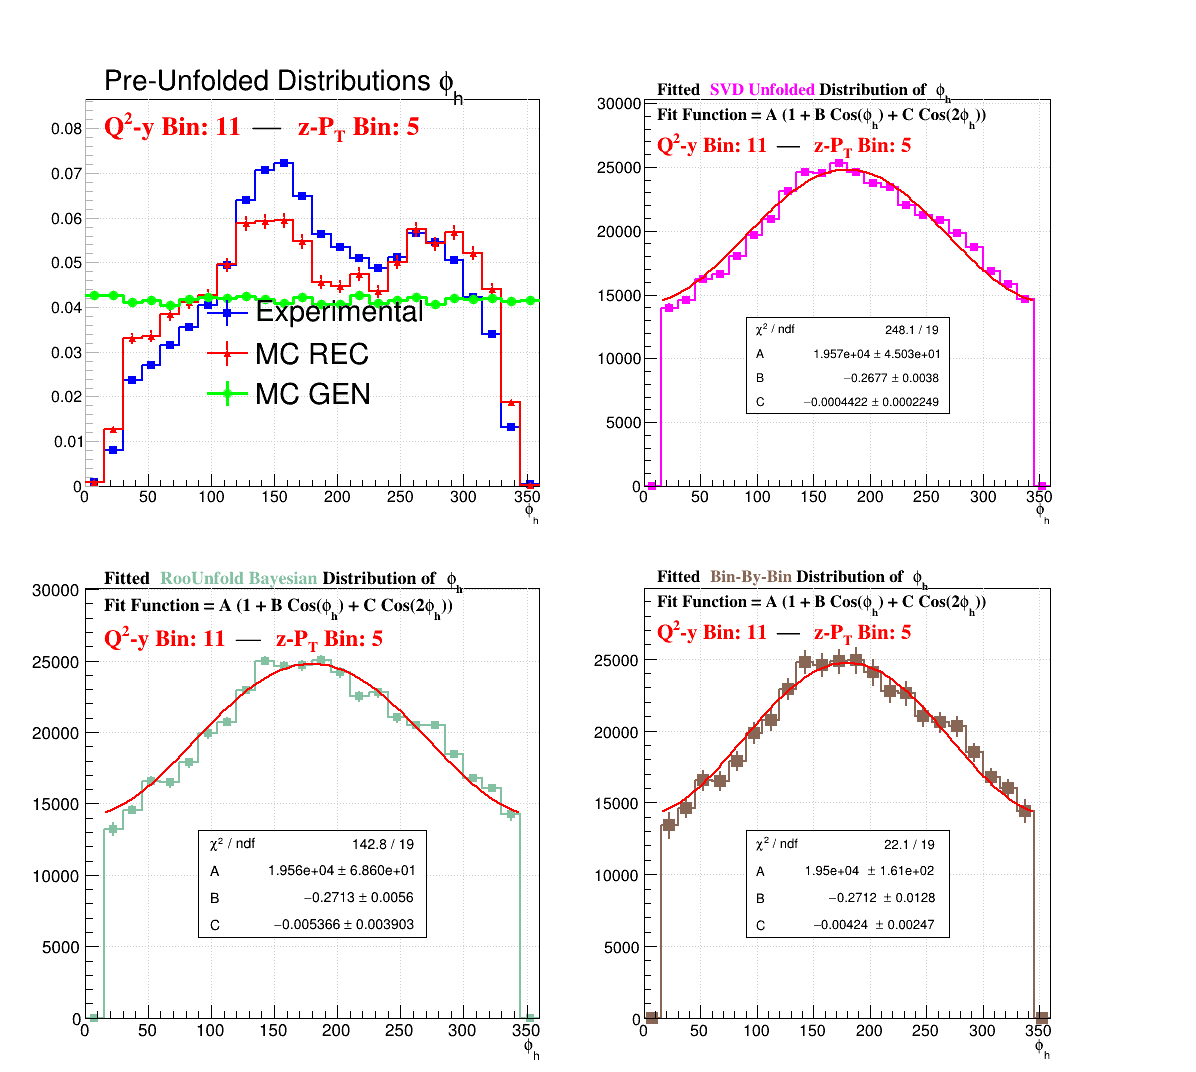 Pre-Unfolded Distributions ϕh
Q2-y Bin: 11 — z-PT Bin: 5
0.08
0.07
0.06
0.05
0.04
0.03
0.02
0.01
0
Experimental
MC REC
MC GEN
0 50 100 150 200 250 300 350
ϕh
Fitted SVD Unfolded Distribution of ϕh
Fit Function = A (1 + B Cos(ϕh) + C Cos(2ϕh))
Q2-y Bin: 11 — z-PT Bin: 5
30000
25000
20000
15000
10000
5000
0
χ2 / ndf 248.1 / 19
A 1.957e+04 ± 4.503e+01
B −0.2677 ± 0.0038
C −0.0004422 ± 0.0002249
0 50 100 150 200 250 300 350
ϕh
Fitted RooUnfold Bayesian Distribution of ϕh
Fit Function = A (1 + B Cos(ϕh) + C Cos(2ϕh))
Q2-y Bin: 11 — z-PT Bin: 5
30000
25000
20000
15000
10000
5000
0
χ2 / ndf 142.8 / 19
A 1.956e+04 ± 6.860e+01
B −0.2713 ± 0.0056
C −0.005366 ± 0.003903
0 50 100 150 200 250 300 350
ϕh
Fitted Bin-By-Bin Distribution of ϕh
Fit Function = A (1 + B Cos(ϕh) + C Cos(2ϕh))
Q2-y Bin: 11 — z-PT Bin: 5
25000
20000
15000
10000
5000
0
χ2 / ndf 22.1 / 19
A 1.95e+04 ± 1.61e+02
B −0.2712 ± 0.0128
C −0.00424 ± 0.00247
0 50 100 150 200 250 300 350
ϕh